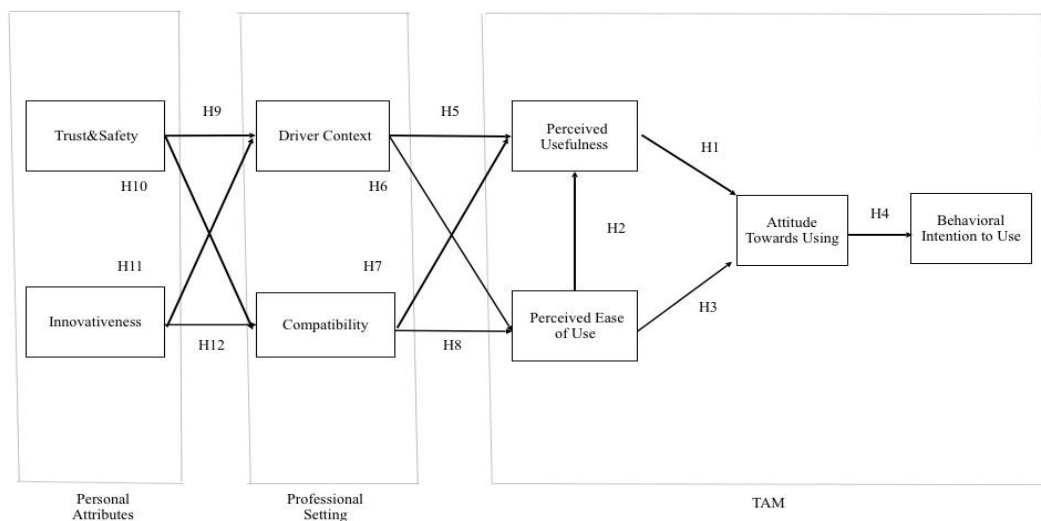 H9
H5
Trust&Safety
Driver Context
Perceived
Usefulness
H1
H10
H6
H4
Attitude
Towards Using
Behavioral
Intention to Use
H2
H11
H7
H3
Innovativeness
Compatibility
Perceived Ease
of Use
H12
H8
Personal
Attributes
Professional
Setting
TAM